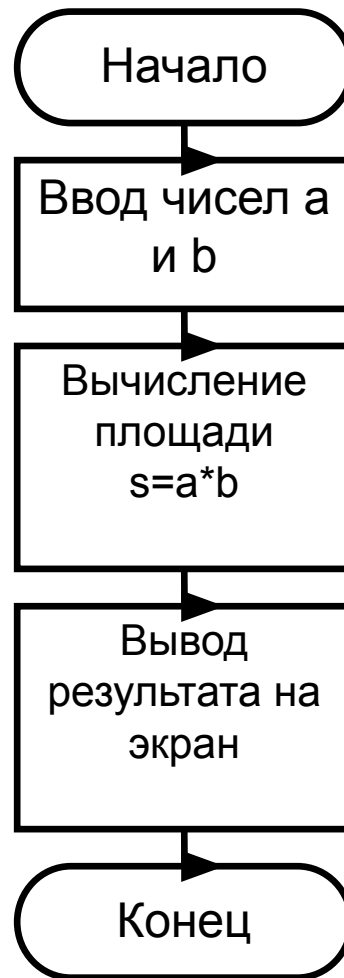 Начало
Ввод чисел a
и b
Вычисление
площади
s=a*b
Вывод
результата на
экран
Конец